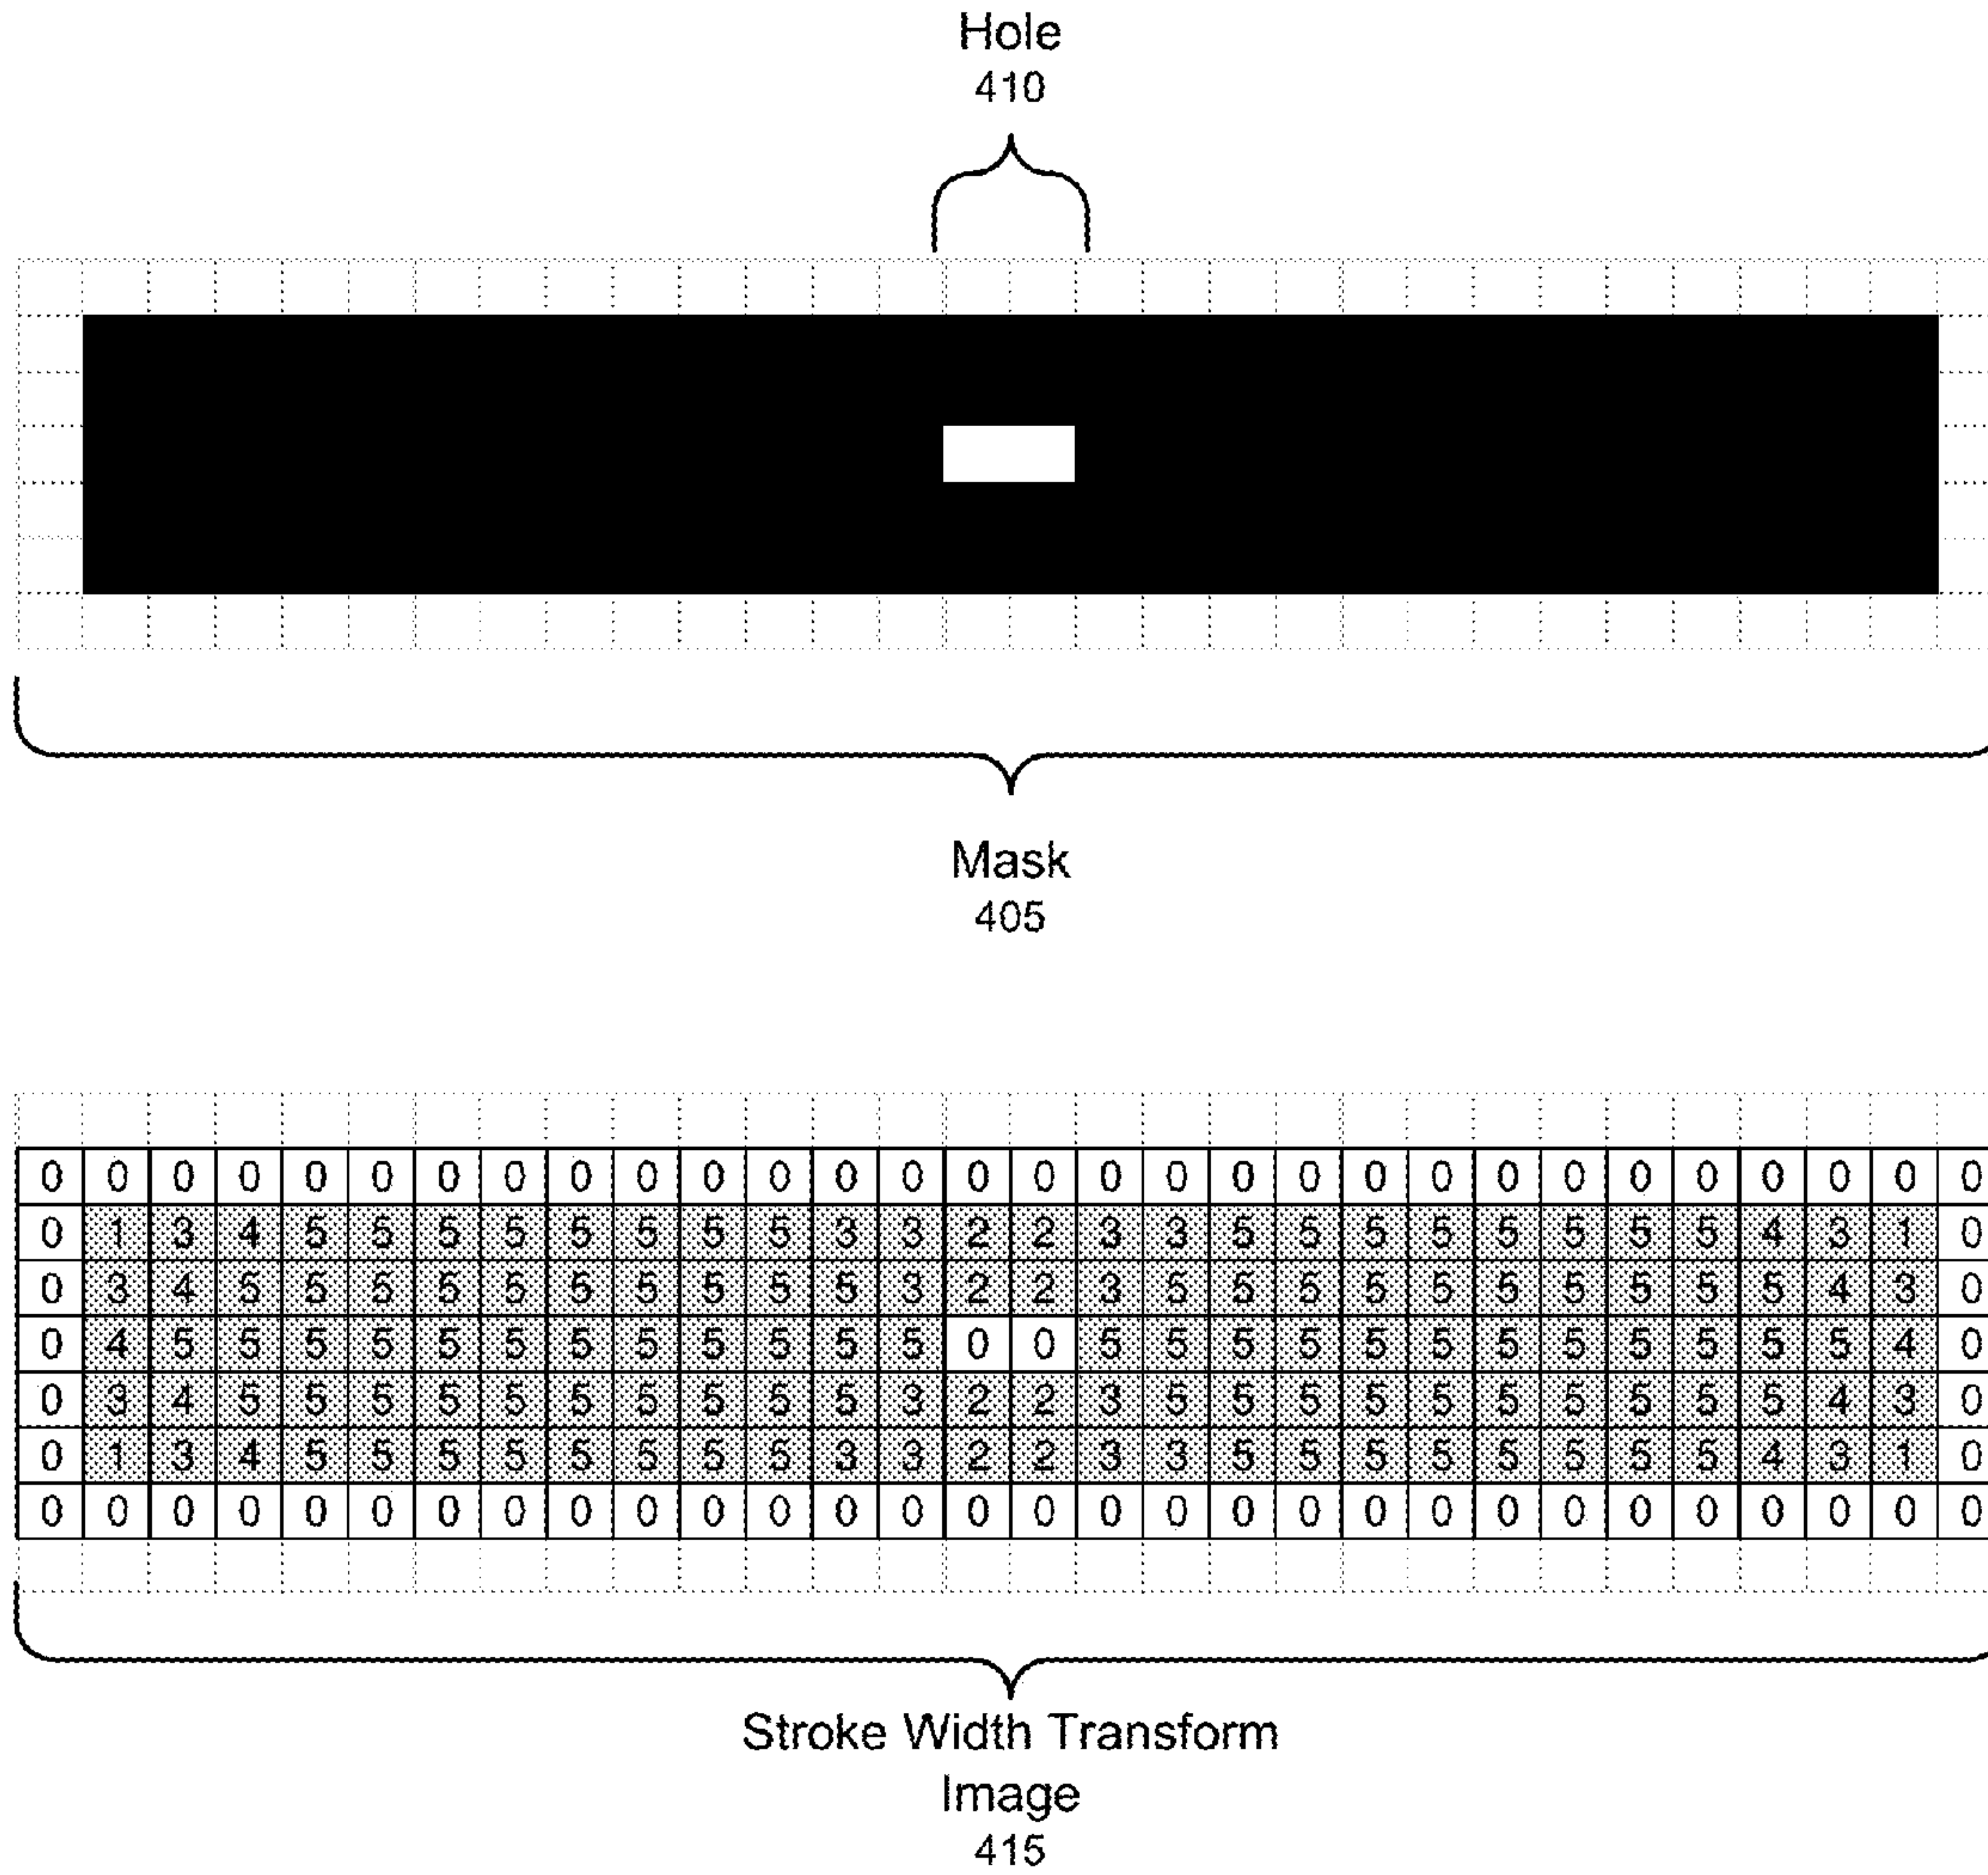 Hole
410
Mask
405
0 0 0 0 0 0 0 0 0 0 0 0 0 0 0 0 0 0 0 0 0 0 0 0 0 0 0 0 0 0
0 1 3 4 5 5 5 5 5 5 5 5 3 3 2 2 3 3 5 5 5 5 5 5 5 5 4 3 1 0
0 3 4 5 5 5 5 5 5 5 5 5 5 3 2 2 3 5 5 5 5 5 5 5 5 5 5 4 3 0
0 4 5 5 5 5 5 5 5 5 5 5 5 5 0 0 5 5 5 5 5 5 5 5 5 5 5 5 4 0
0 3 4 5 5 5 5 5 5 5 5 5 5 3 2 2 3 5 5 5 5 5 5 5 5 5 5 4 3 0
0 1 3 4 5 5 5 5 5 5 5 5 3 3 2 2 3 3 5 5 5 5 5 5 5 5 4 3 1 0
0 0 0 0 0 0 0 0 0 0 0 0 0 0 0 0 0 0 0 0 0 0 0 0 0 0 0 0 0 0
Stroke Width Transform
Image
415